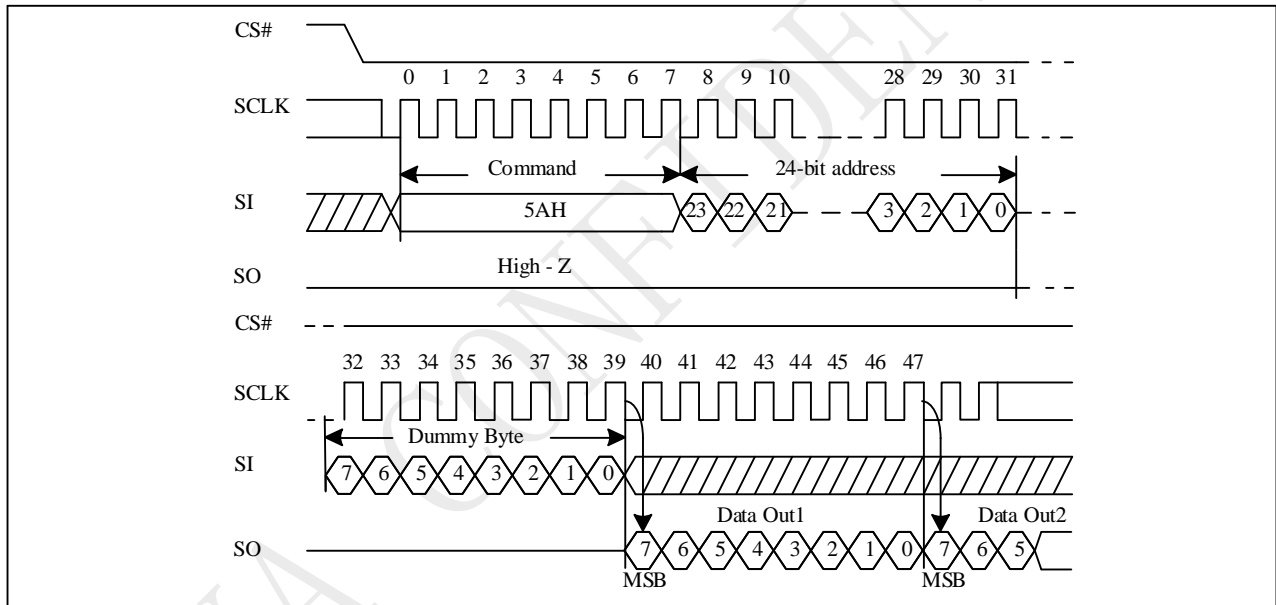 CS#
0 1 2 3 4 5 6 7 8 9 10 28 29 30 31
SCLK
Command 24-bit address
SI 5AH 23 22 21 3 2 1 0
SO High - Z
CS#
32 33 34 35 36 37 38 39 40 41 42 43 44 45 46 47
SCLK
Dummy Byte
SI 7 6 5 4 3 2 1 0
Data Out1 Data Out2
SO 7 6 5 4 3 2 1 0 7 6 5
MSB MSB
CONFIDEN